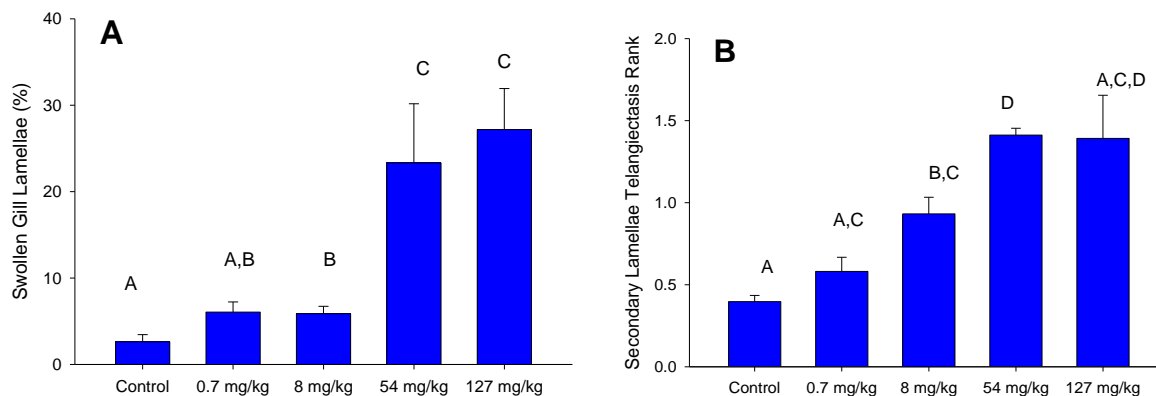 A
Swollen Gill Lamellae (%)
40
30
20
10
0
A
A,B
B
C
C
Control
0.7 mg/kg
8 mg/kg
54 mg/kg
127 mg/kg
B
Secondary Lamellae Telangiectasis Rank
2.0
1.5
1.0
0.5
0.0
A
A,C
B,C
D
A,C,D
Control
0.7 mg/kg
8 mg/kg
54 mg/kg
127 mg/kg